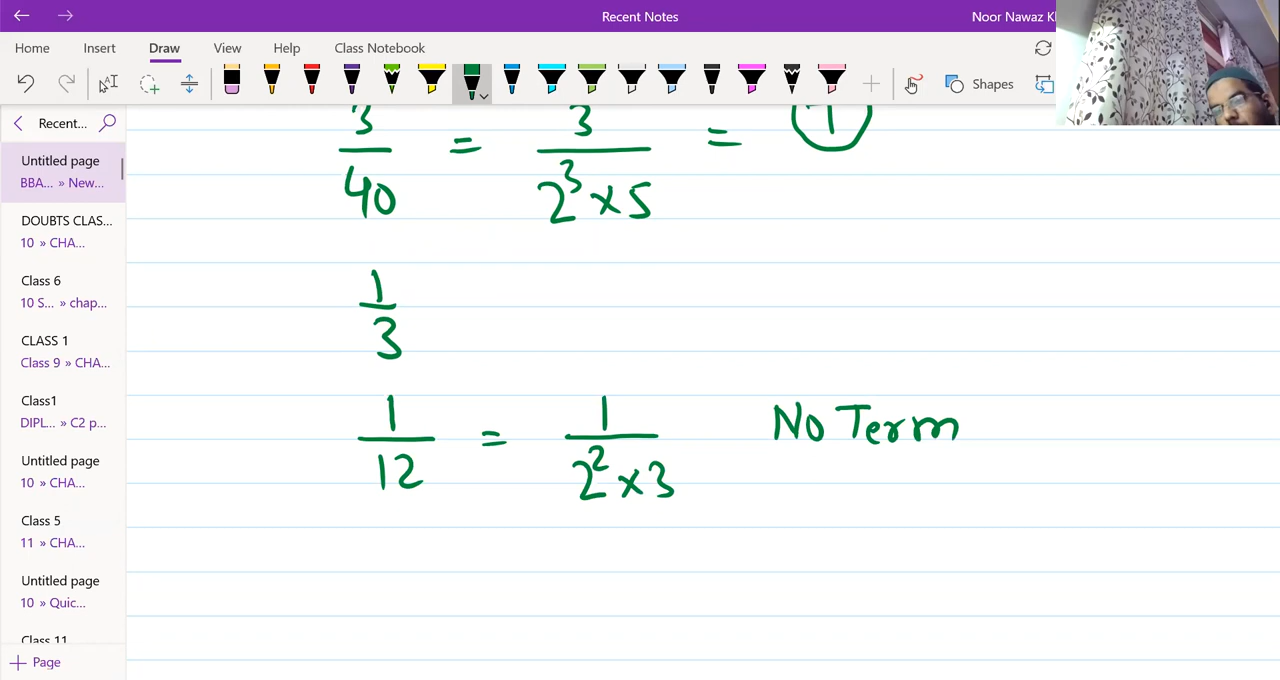 Recent Notes
Noor Nawaz Kh
Home Insert Draw View Help Class Notebook
Shapes
Recent...
Untitled page
BBA... » New...
DOUBTS CLAS...
10 » CHA...
Class 6
10 S... » chap...
CLASS 1
Class 9 » CHA...
Class1
DIPL... » C2 p...
Untitled page
10 » CHA...
Class 5
11 » CHA...
Untitled page
10 » Quic...
Class 11
+ Page
3/40 = 3/2³×5 =
1/3
1/12 = 1/2²×3 No Term